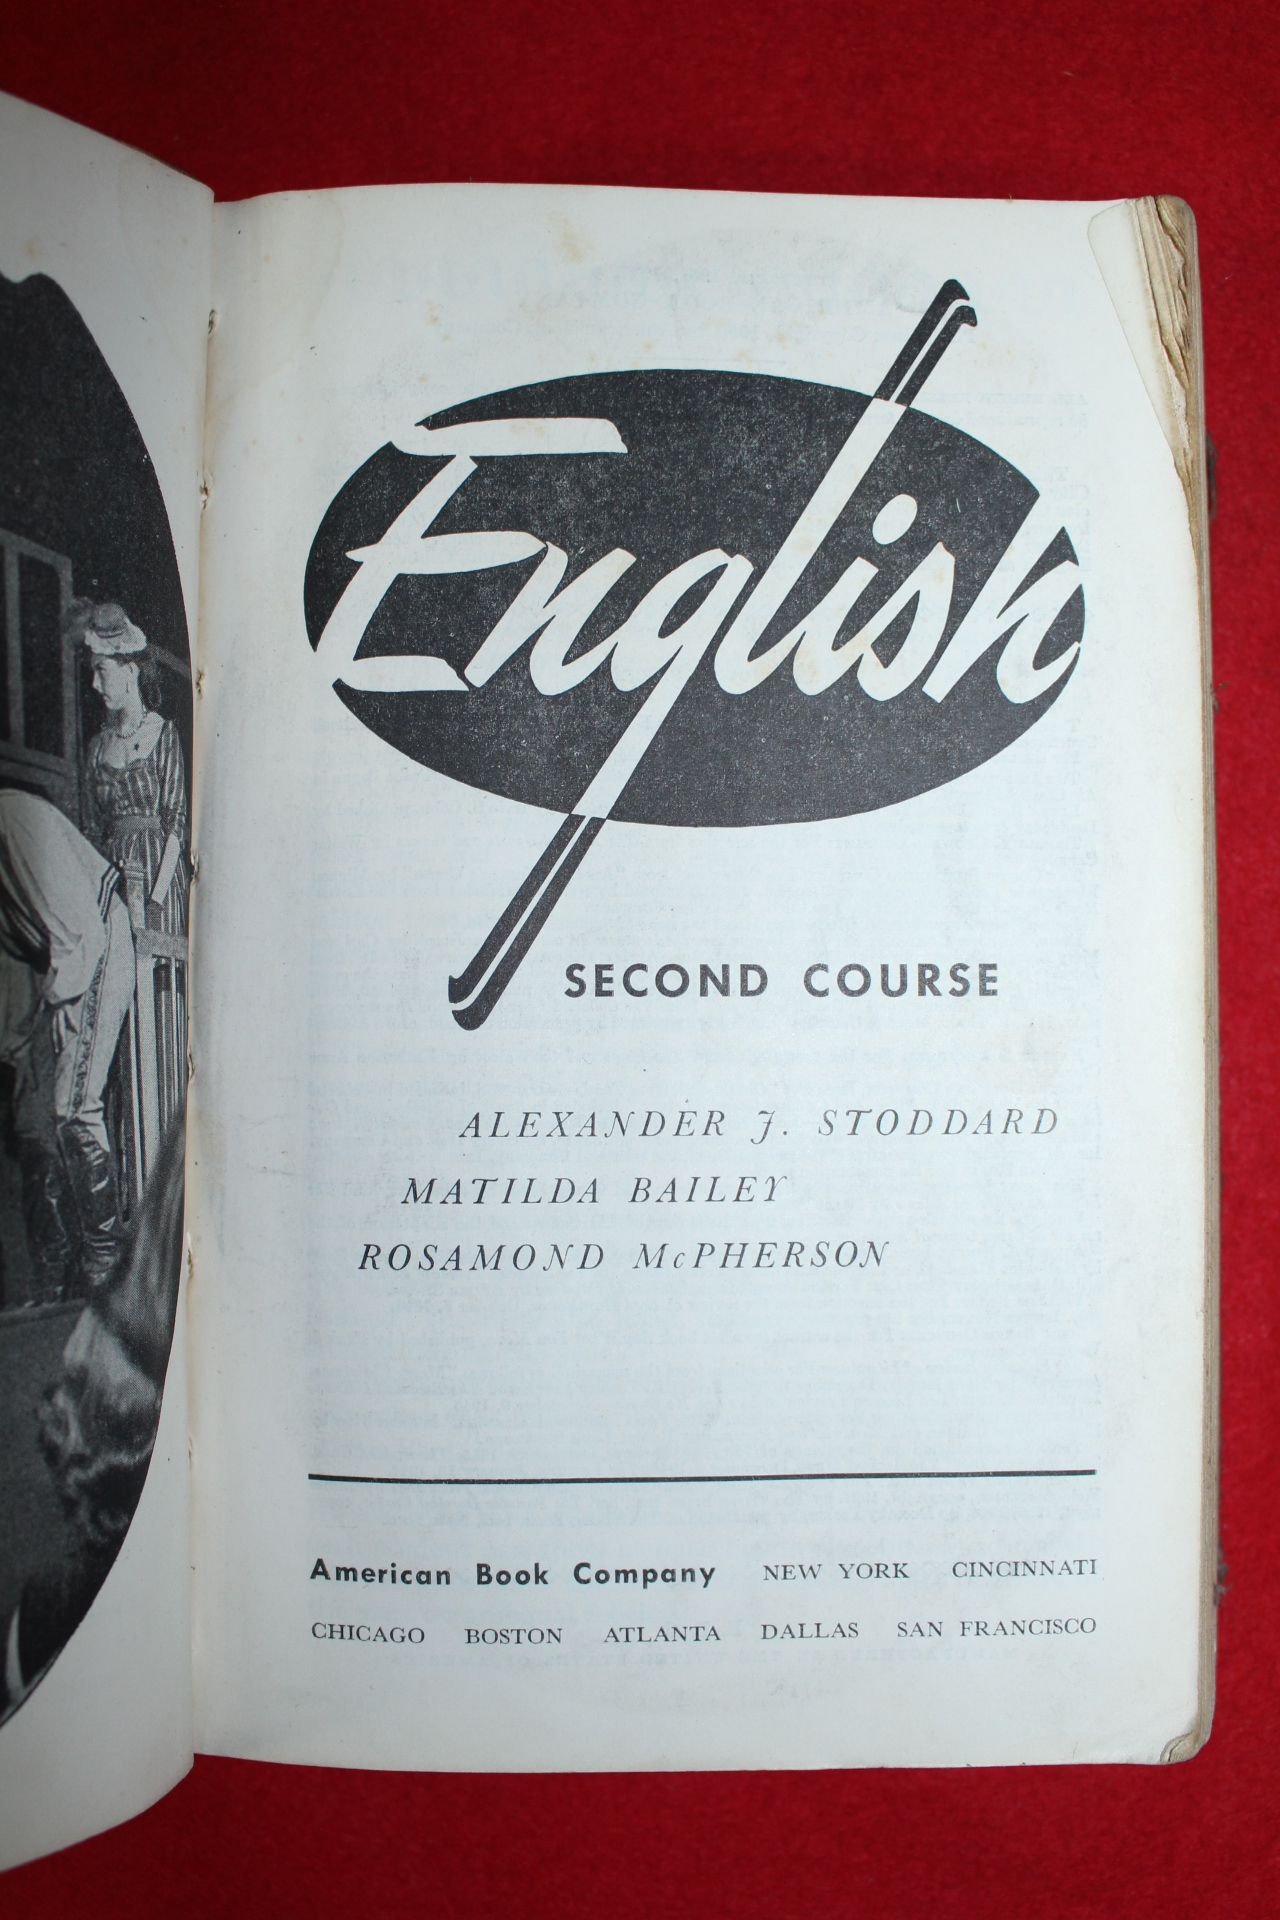 English
SECOND COURSE
ALEXANDER J. STODDARD
MATILDA BAILEY
ROSAMOND McPHERSON
American Book Company NEW YORK CINCINNATI
CHICAGO BOSTON ATLANTA DALLAS SAN FRANCISCO